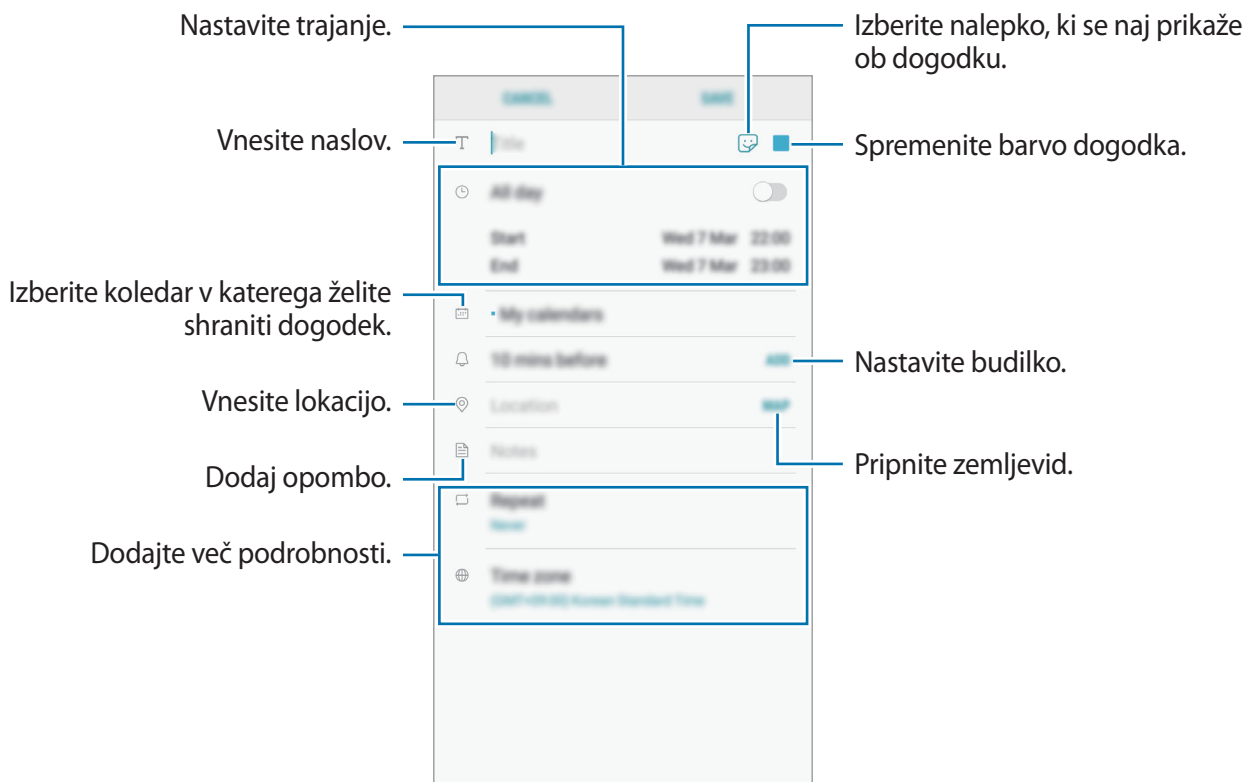 Nastavite trajanje.
Izberite nalepko, ki se naj prikaže
ob dogodku.
CANCEL
SAVE
Vnesite naslov.
Title
Spremenite barvo dogodka.
All day
Start Wed 7 Mar 22:00
End Wed 7 Mar 23:00
Izberite koledar v katerega želite
shraniti dogodek.
My calendars
10 mins before
ADD
Nastavite budilko.
Vnesite lokacijo.
Location
MAP
Notes
Dodaj opombo.
Pripnite zemljevid.
Repeat
Never
Dodajte več podrobnosti.
Time zone
(GMT+09:00) Korean Standard Time